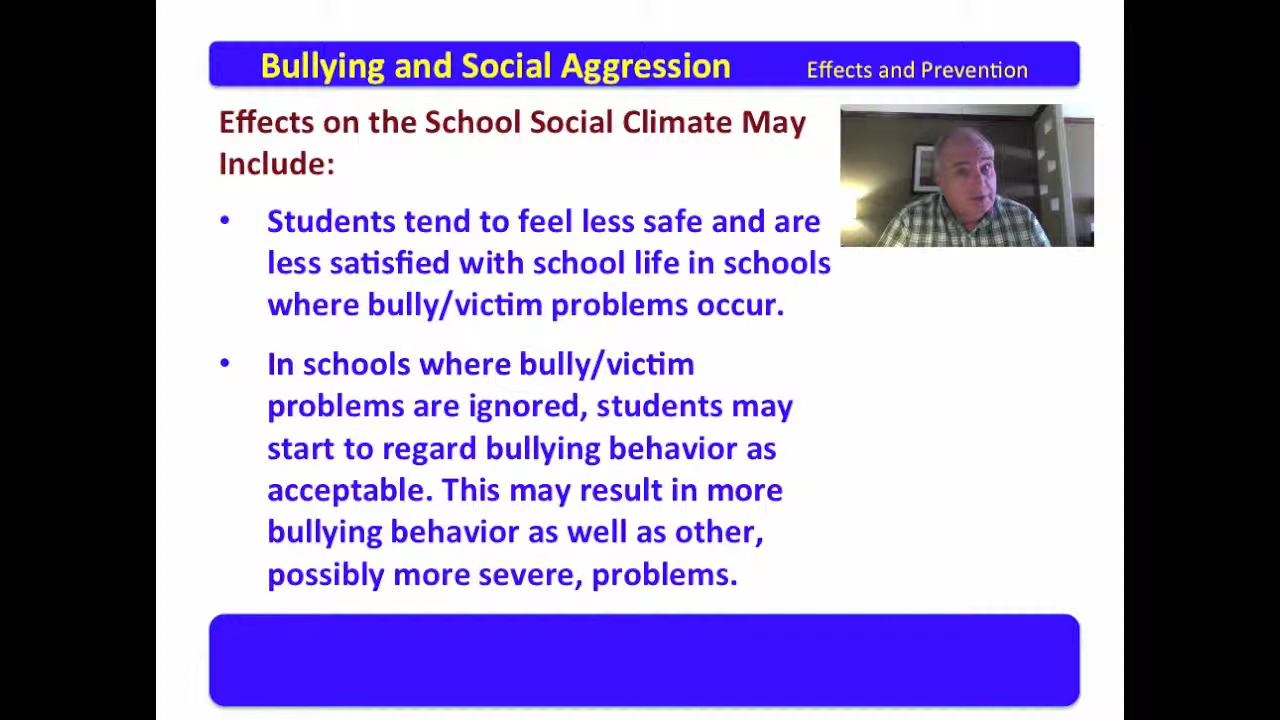 Bullying and Social Aggression Effects and Prevention
Effects on the School Social Climate May
Include:
• Students tend to feel less safe and are
less satisfied with school life in schools
where bully/victim problems occur.
• In schools where bully/victim
problems are ignored, students may
start to regard bullying behavior as
acceptable. This may result in more
bullying behavior as well as other,
possibly more severe, problems.